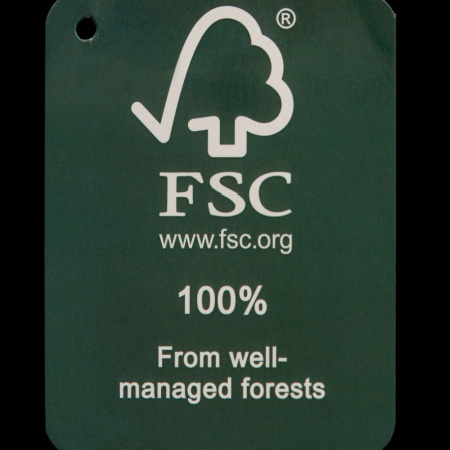 ®
FSC
www.fsc.org
100%
From well-
managed forests